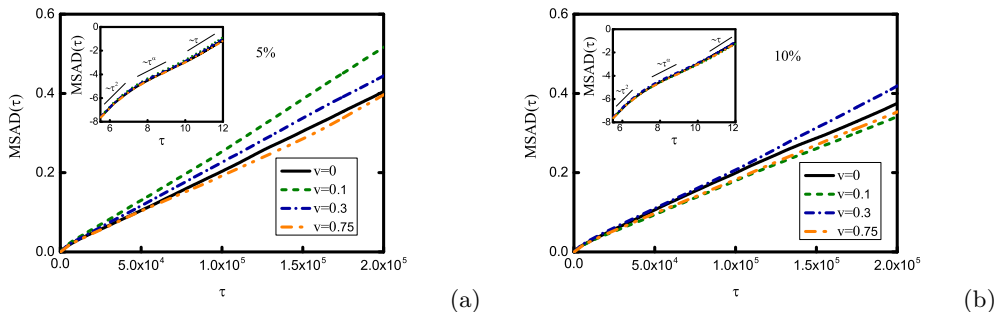 0.6
0.4
0.2
0.0
MSAD(τ)
0.0
5.0x10⁴
1.0x10⁵
1.5x10⁵
2.0x10⁵
τ
5%
0
-2
-4
-6
-8
MSAD(τ)
6
8
10
12
τ
~τ²
~τᵅ
~τ
v=0
v=0.1
v=0.3
v=0.75
(a)
0.6
0.4
0.2
0.0
MSAD(τ)
0.0
5.0x10⁴
1.0x10⁵
1.5x10⁵
2.0x10⁵
τ
10%
0
-2
-4
-6
-8
MSAD(τ)
6
8
10
12
τ
~τ²
~τᵅ
~τ
v=0
v=0.1
v=0.3
v=0.75
(b)